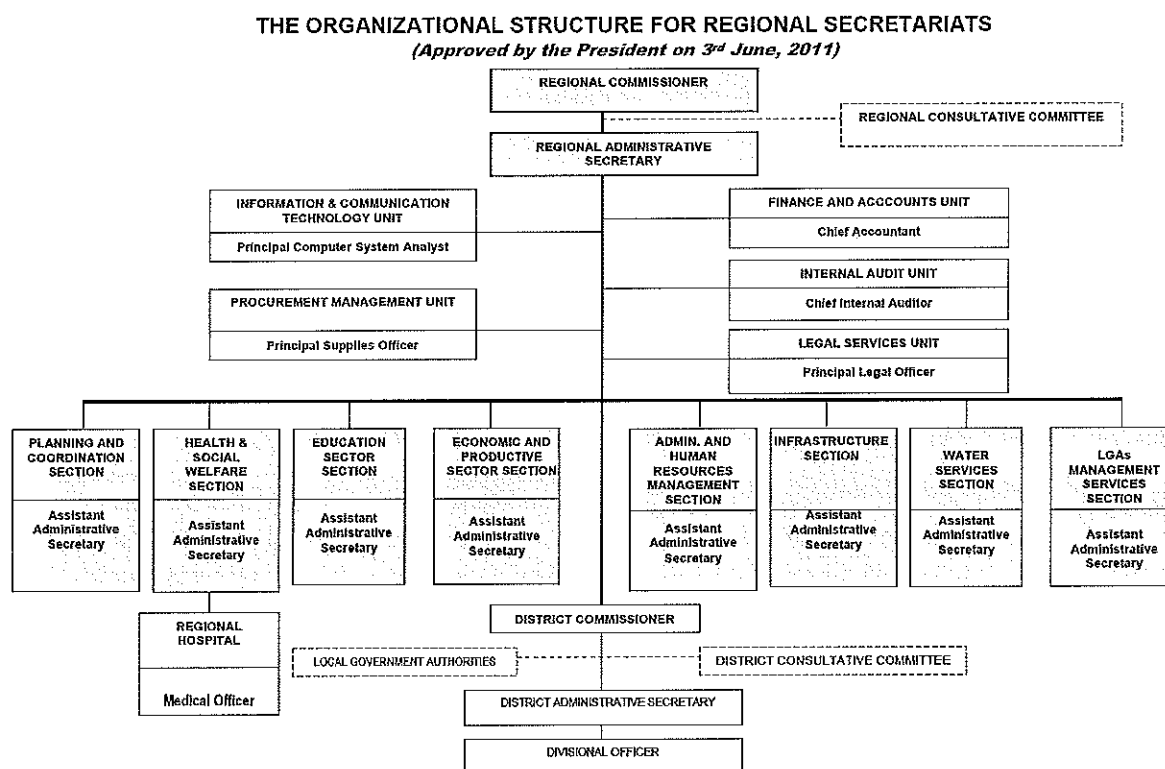 THE ORGANIZATIONAL STRUCTURE FOR REGIONAL SECRETARIATS
(Approved by the President on 3rd June, 2011)
REGIONAL COMMISSIONER
REGIONAL CONSULTATIVE COMMITTEE
REGIONAL ADMINISTRATIVE
SECRETARY
INFORMATION & COMMUNICATION
TECHNOLOGY UNIT
Principal Computer System Analyst
FINANCE AND ACCCOUNTS UNIT
Chief Accountant
INTERNAL AUDIT UNIT
Chief Internal Auditor
PROCUREMENT MANAGEMENT UNIT
Principal Supplies Officer
LEGAL SERVICES UNIT
Principal Legal Officer
PLANNING AND
COORDINATION
SECTION
Assistant
Administrative
Secretary
HEALTH &
SOCIAL
WELFARE
SECTION
Assistant
Administrative
Secretary
EDUCATION
SECTOR
SECTION
Assistant
Administrative
Secretary
ECONOMIC AND
PRODUCTIVE
SECTOR SECTION
Assistant
Administrative
Secretary
ADMIN. AND
HUMAN
RESOURCES
MANAGEMENT
SECTION
Assistant
Administrative
Secretary
INFRASTRUCTURE
SECTION
Assistant
Administrative
Secretary
WATER
SERVICES
SECTION
Assistant
Administrative
Secretary
LGAs
MANAGEMENT
SERVICES
SECTION
Assistant
Administrative
Secretary
REGIONAL
HOSPITAL
Medical Officer
DISTRICT COMMISSIONER
LOCAL GOVERNMENT AUTHORITIES
DISTRICT CONSULTATIVE COMMITTEE
DISTRICT ADMINISTRATIVE SECRETARY
DIVISIONAL OFFICER